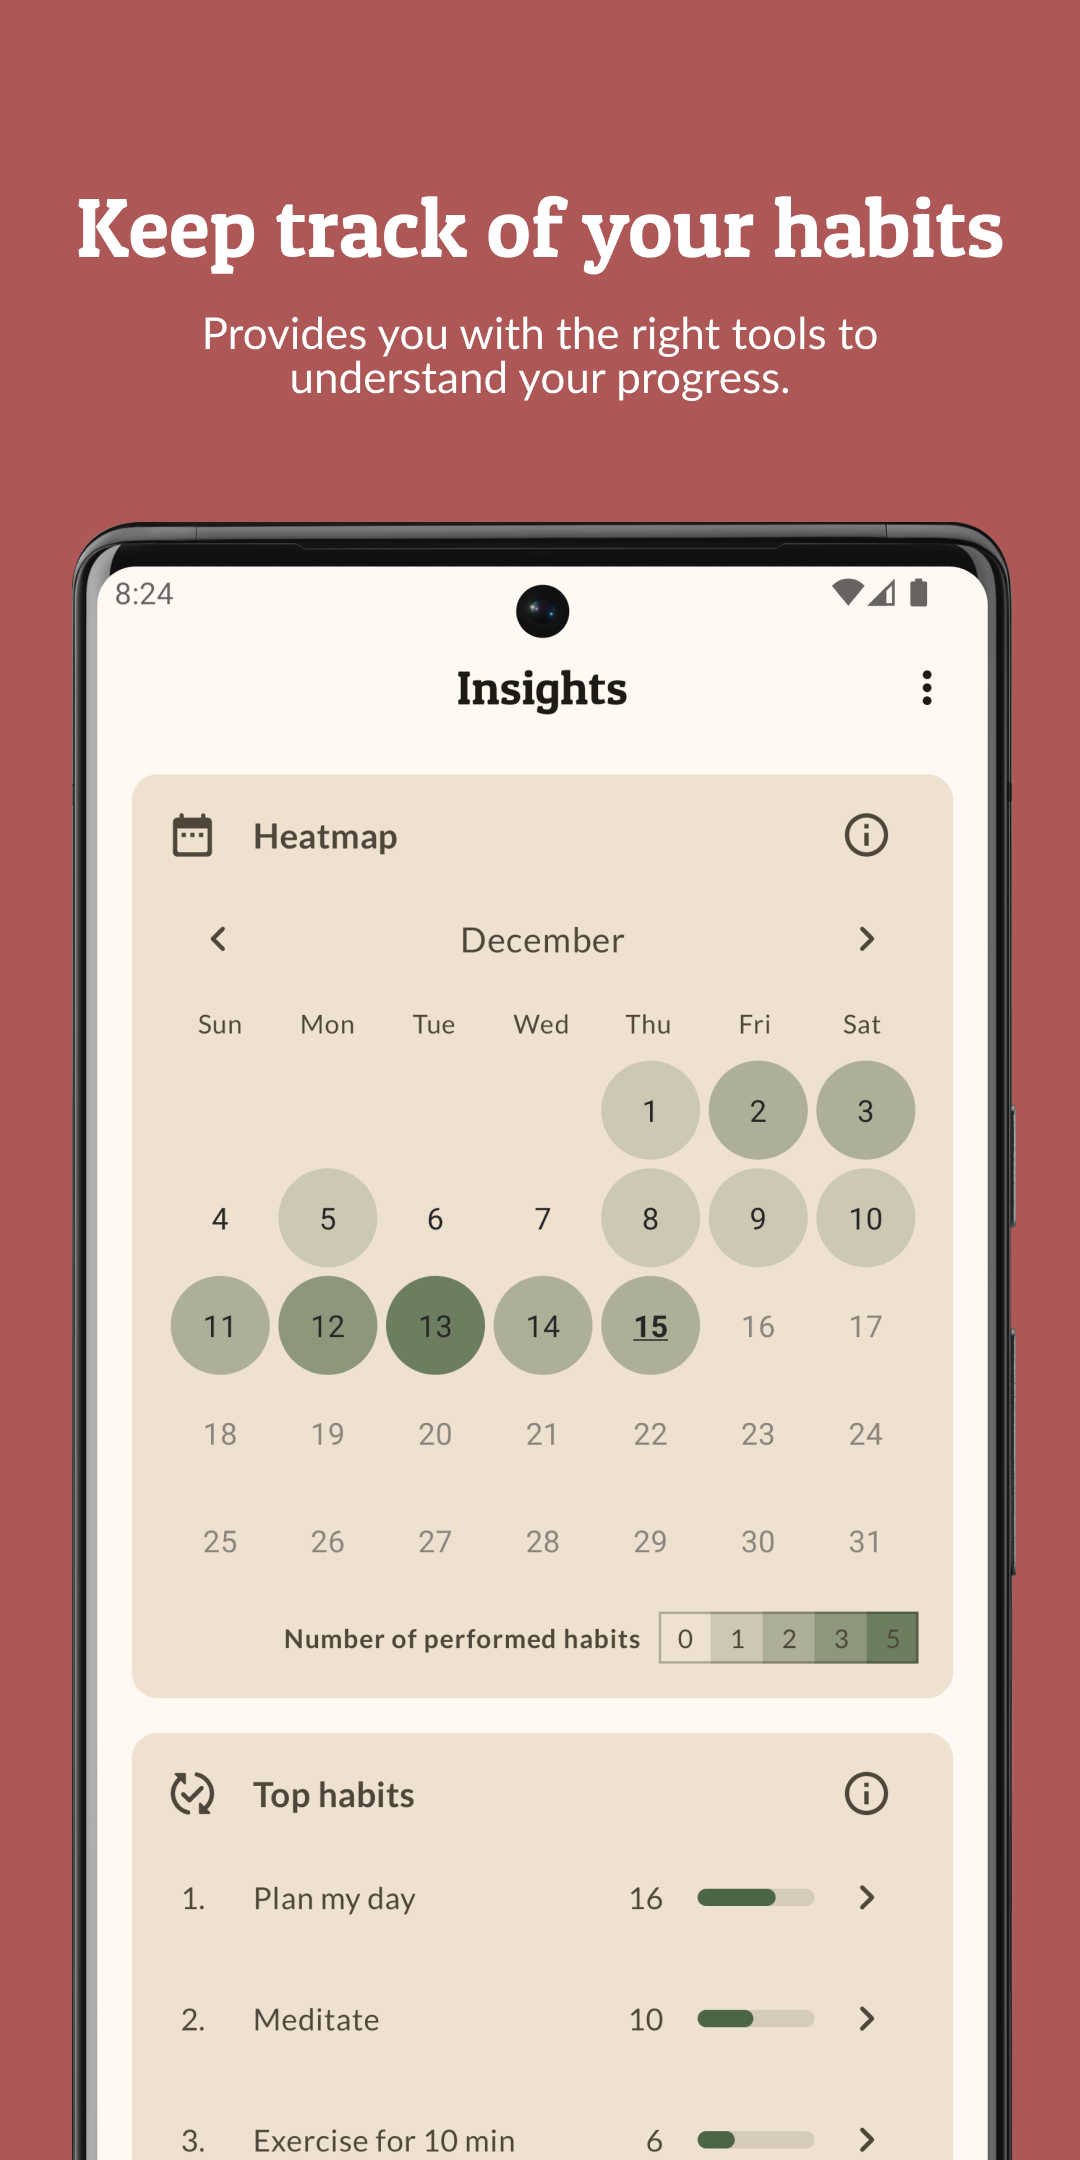 Keep track of your habits
Provides you with the right tools to
understand your progress.
8:24
Insights
Heatmap
December
Sun Mon Tue Wed Thu Fri Sat
1 2 3
4 5 6 7 8 9 10
11 12 13 14 15 16 17
18 19 20 21 22 23 24
25 26 27 28 29 30 31
Number of performed habits 0 1 2 3 5
Top habits
1. Plan my day 16
2. Meditate 10
3. Exercise for 10 min 6